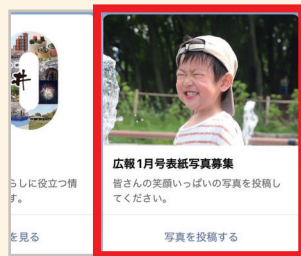 井
らしに役立つ情
す。
を見る
広報1月号表紙写真募集
皆さんの笑顔いっぱいの写真を投稿し
てください。
写真を投稿する